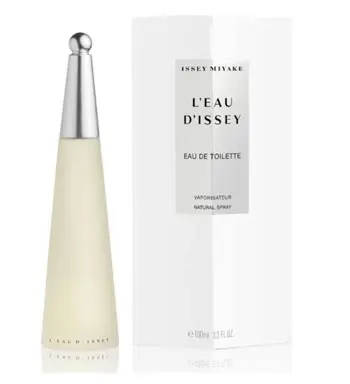 ISSEY MIYAKE
L'EAU
D'ISSEY
EAU DE TOILETTE
VAPORISATEUR
NATURAL SPRAY
e 100ml 3.3 FL.OZ.
L'EAU D'ISSEY